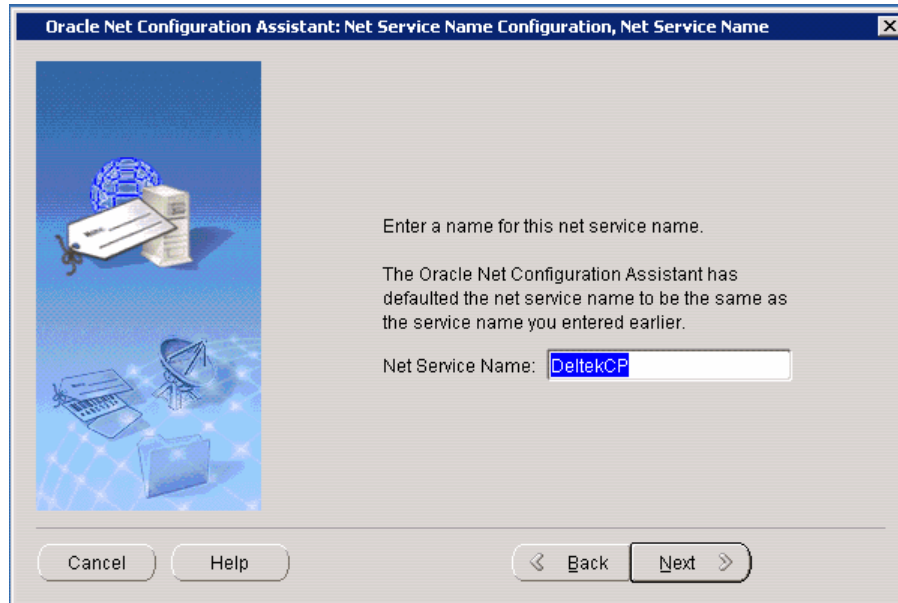 Oracle Net Configuration Assistant: Net Service Name Configuration, Net Service Name
Enter a name for this net service name.
The Oracle Net Configuration Assistant has
defaulted the net service name to be the same as
the service name you entered earlier.
Net Service Name: DeltekCP
Cancel Help Back Next